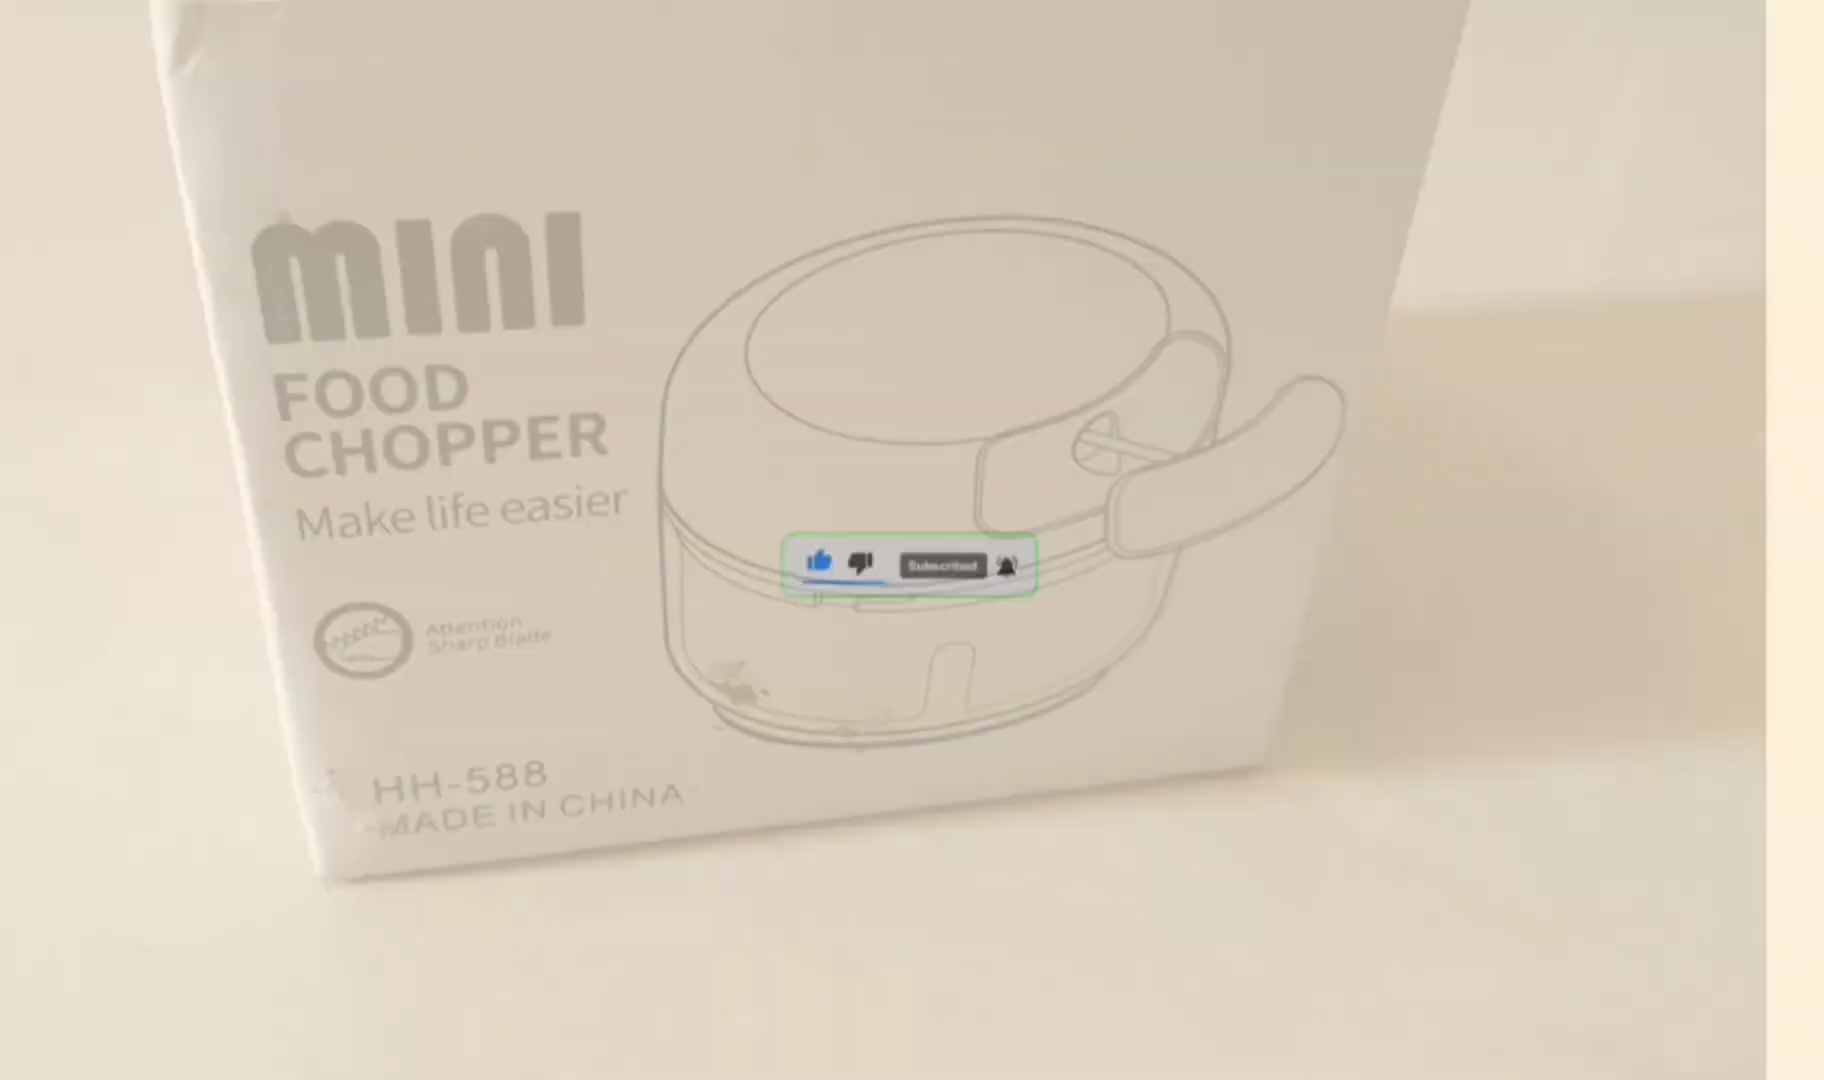 MINI
FOOD
CHOPPER
Make life easier
Subscribed
Attention
Sharp Blade
HH-588
MADE IN CHINA